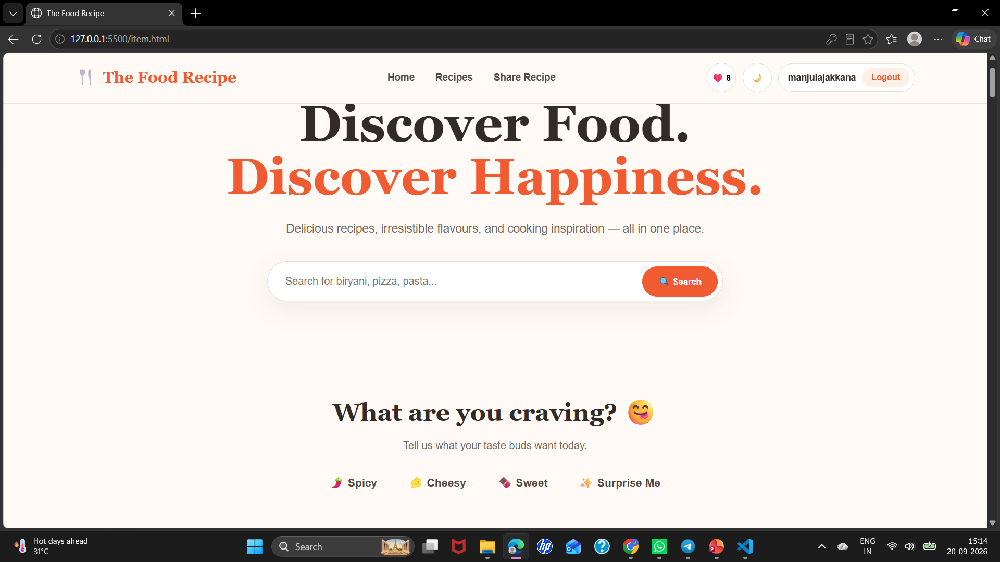 The Food Recipe
127.0.0.1:5500/item.html
Chat
The Food Recipe
Home
Recipes
Share Recipe
8
manjulajakkana
Logout
Discover Food.
Discover Happiness.
Delicious recipes, irresistible flavours, and cooking inspiration — all in one place.
Search for biryani, pizza, pasta...
Search
What are you craving?
Tell us what your taste buds want today.
Spicy
Cheesy
Sweet
Surprise Me
Hot days ahead
31°C
Search
hp
ENG
IN
15:14
20-09-2026